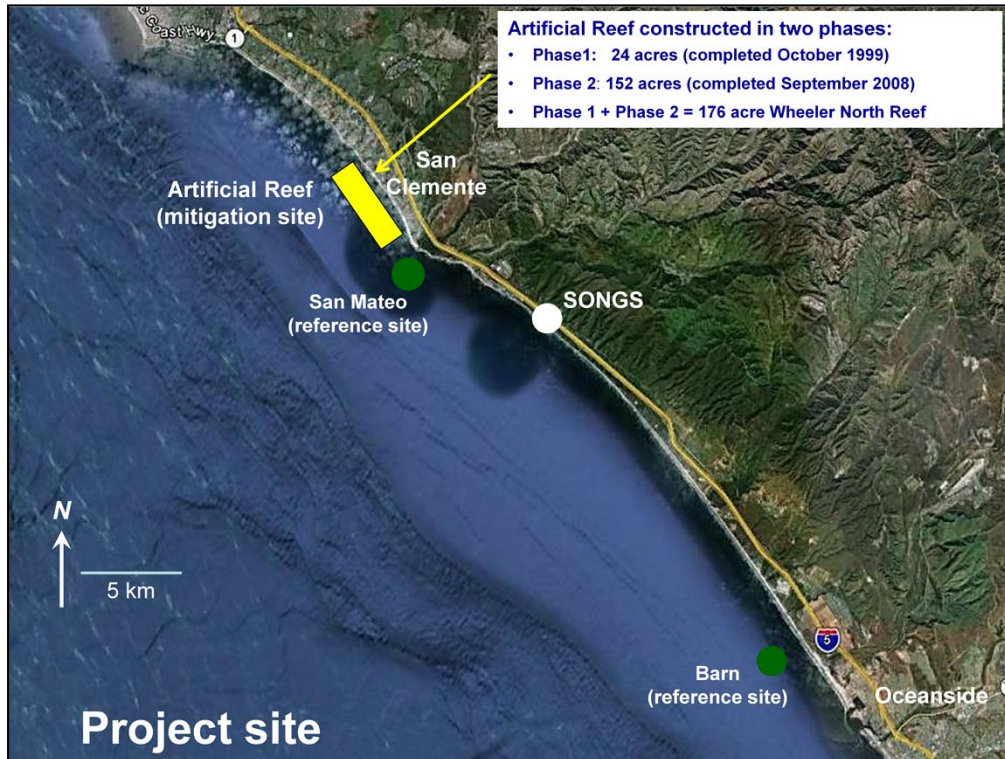 Artificial Reef constructed in two phases:
• Phase1: 24 acres (completed October 1999)
• Phase 2: 152 acres (completed September 2008)
• Phase 1 + Phase 2 = 176 acre Wheeler North Reef
Coast Hwy
1
San
Clemente
Artificial Reef
(mitigation site)
San Mateo
(reference site)
SONGS
N
5 km
5
Barn
(reference site)
Oceanside
Project site